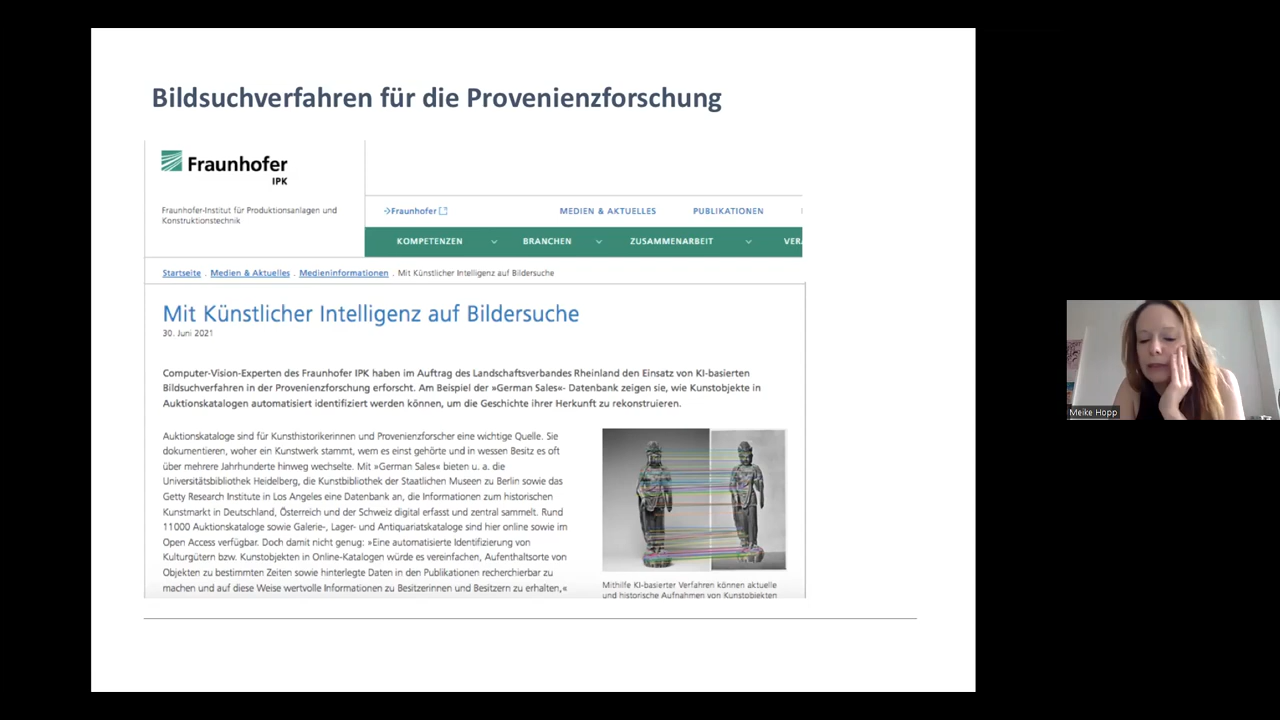 Bildsuchverfahren für die Provenienzforschung
Fraunhofer
IPK
Fraunhofer-Institut für Produktionsanlagen und
Konstruktionstechnik
Fraunhofer
MEDIEN & AKTUELLES PUBLIKATIONEN
KOMPETENZEN BRANCHEN ZUSAMMENARBEIT VERA
Startseite . Medien & Aktuelles . Medieninformationen . Mit Künstlicher Intelligenz auf Bildersuche
Mit Künstlicher Intelligenz auf Bildersuche
30. Juni 2021
Computer-Vision-Experten des Fraunhofer IPK haben im Auftrag des Landschaftsverbandes Rheinland den Einsatz von KI-basierten
Bildsuchverfahren in der Provenienzforschung erforscht. Am Beispiel der »German Sales«- Datenbank zeigen sie, wie Kunstobjekte in
Auktionskatalogen automatisiert identifiziert werden können, um die Geschichte ihrer Herkunft zu rekonstruieren.
Auktionskataloge sind für Kunsthistorikerinnen und Provenienzforscher eine wichtige Quelle. Sie
dokumentieren, woher ein Kunstwerk stammt, wem es einst gehörte und in wessen Besitz es oft
über mehrere Jahrhunderte hinweg wechselte. Mit »German Sales« bieten u. a. die
Universitätsbibliothek Heidelberg, die Kunstbibliothek der Staatlichen Museen zu Berlin sowie das
Getty Research Institute in Los Angeles eine Datenbank an, die Informationen zum historischen
Kunstmarkt in Deutschland, Österreich und der Schweiz digital erfasst und zentral sammelt. Rund
11000 Auktionskataloge sowie Galerie-, Lager- und Antiquariatskataloge sind hier online sowie im
Open Access verfügbar. Doch damit nicht genug: »Eine automatisierte Identifizierung von
Kulturgütern bzw. Kunstobjekten in Online-Katalogen würde es vereinfachen, Aufenthaltsorte von
Objekten zu bestimmten Zeiten sowie hinterlegte Daten in den Publikationen recherchierbar zu
machen und auf diese Weise wertvolle Informationen zu Besitzerinnen und Besitzern zu erhalten,«
Mithilfe KI-basierter Verfahren können aktuelle
und historische Aufnahmen von Kunstobjekten
Meike Hopp